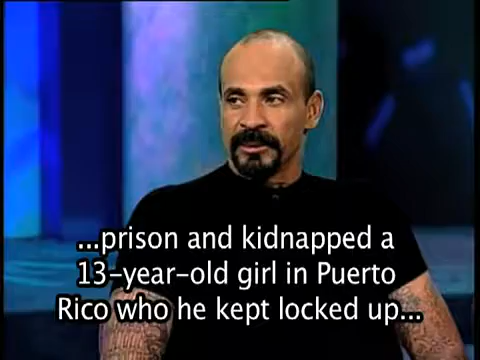 ...prison and kidnapped a
13-year-old girl in Puerto
Rico who he kept locked up...